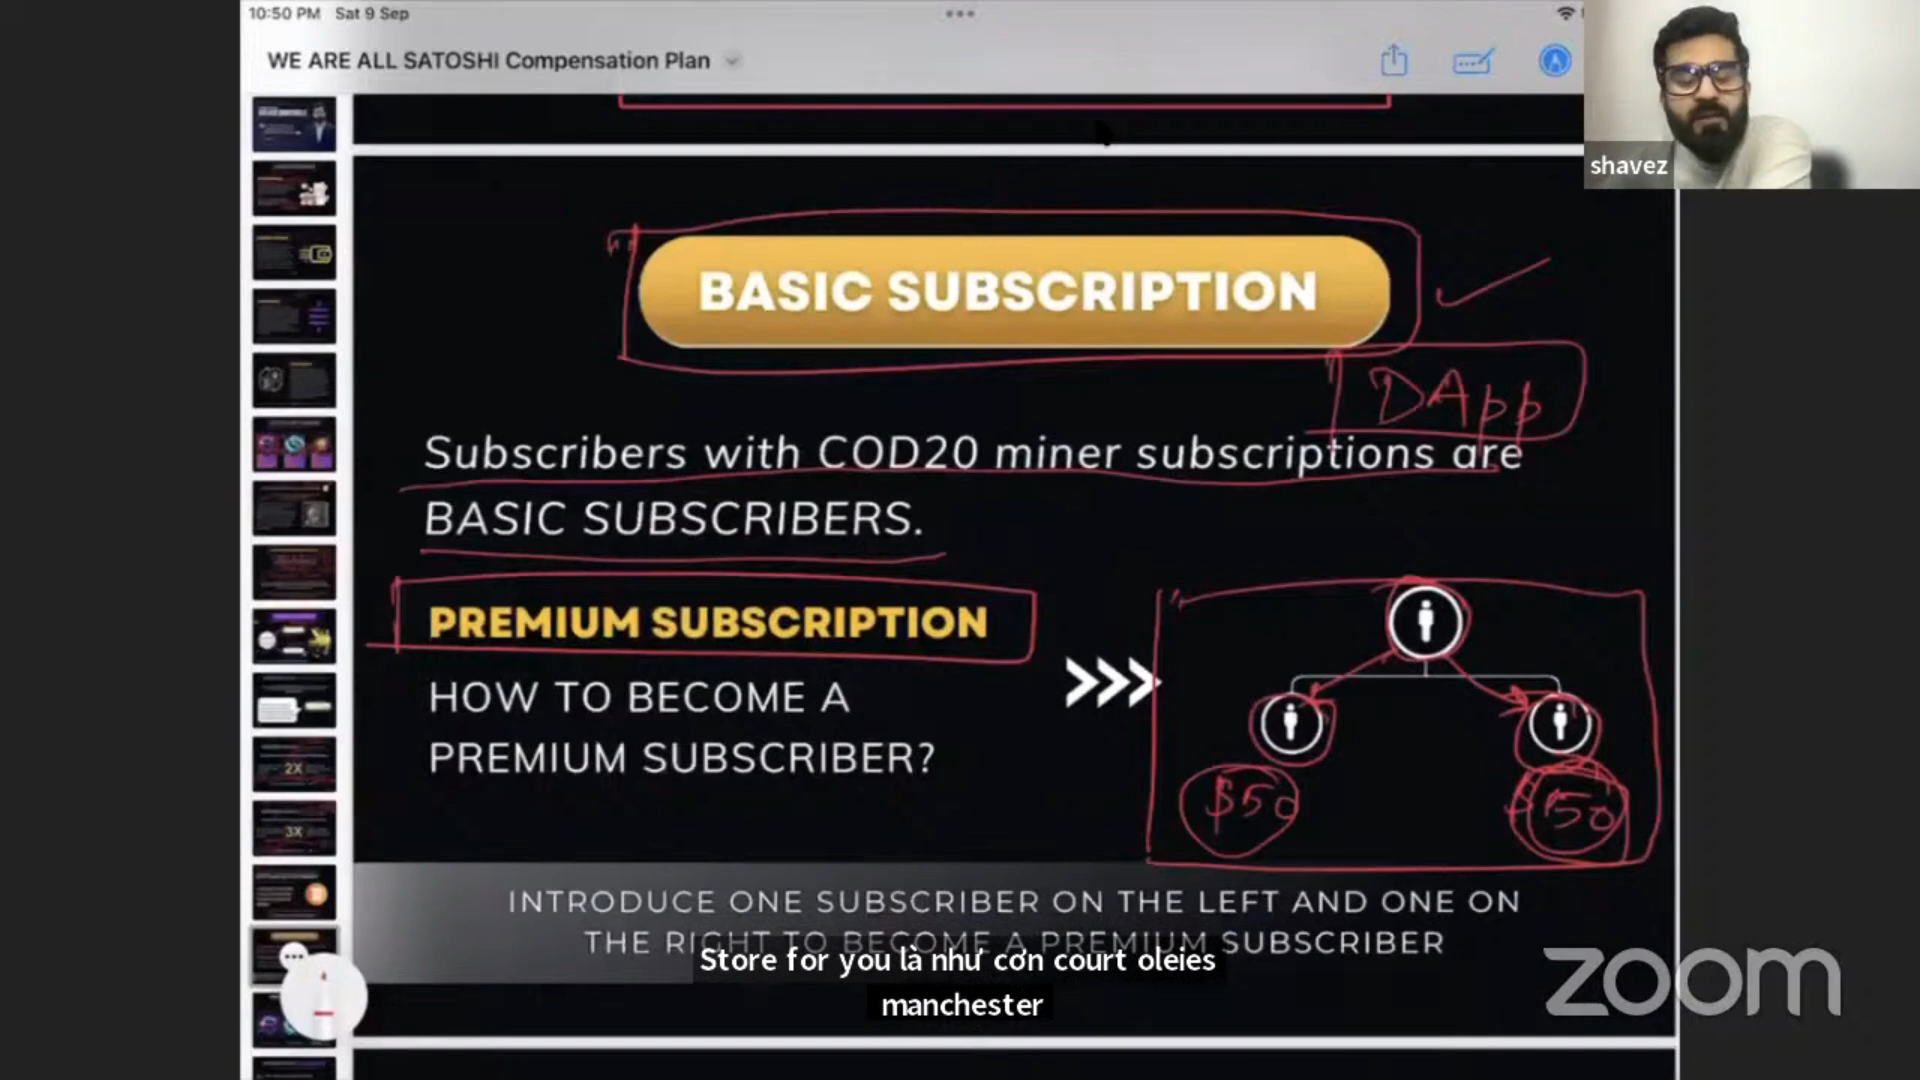 10:50 PM Sat 9 Sep
WE ARE ALL SATOSHI Compensation Plan
shavez
BASIC SUBSCRIPTION
DApp
Subscribers with COD20 miner subscriptions are
BASIC SUBSCRIBERS.
PREMIUM SUBSCRIPTION
HOW TO BECOME A
PREMIUM SUBSCRIBER?
$50
$50
INTRODUCE ONE SUBSCRIBER ON THE LEFT AND ONE ON
THE RIGHT TO BECOME A PREMIUM SUBSCRIBER
Store for you là như cơn court oleies
manchester
zoom
2X
3X